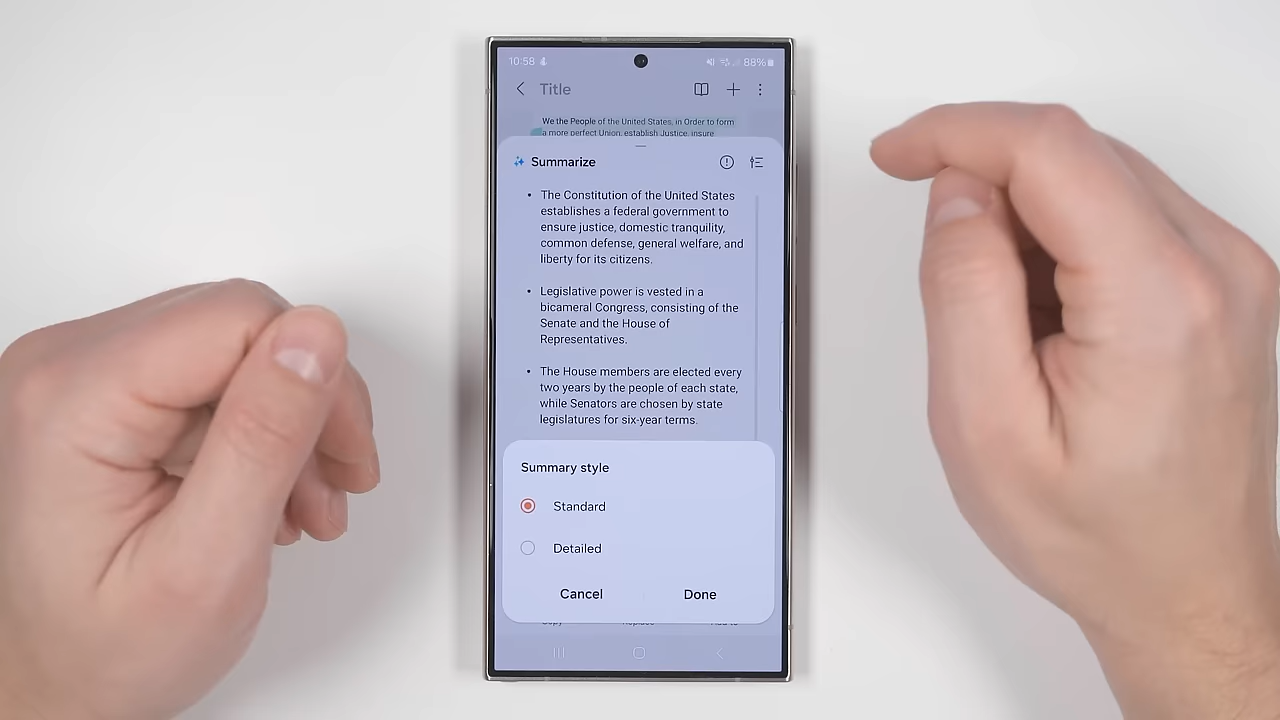 10:58
88%
Title
We the People of the United States, in Order to form
a more perfect Union, establish Justice, insure
Summarize
• The Constitution of the United States
establishes a federal government to
ensure justice, domestic tranquility,
common defense, general welfare, and
liberty for its citizens.
• Legislative power is vested in a
bicameral Congress, consisting of the
Senate and the House of
Representatives.
• The House members are elected every
two years by the people of each state,
while Senators are chosen by state
legislatures for six-year terms.
Summary style
Standard
Detailed
Cancel
Done